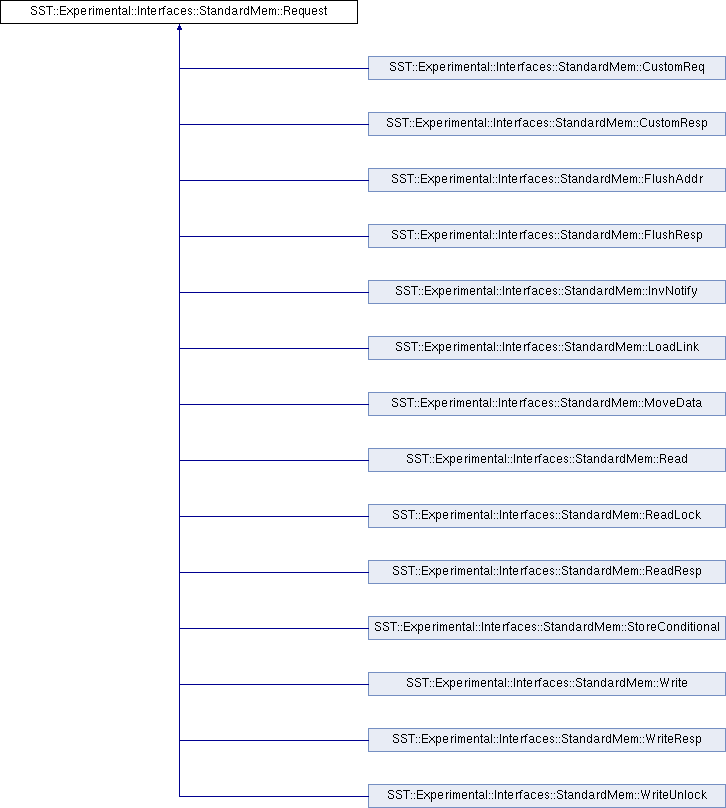 SST::Experimental::Interfaces::StandardMem::Request
SST::Experimental::Interfaces::StandardMem::CustomReq
SST::Experimental::Interfaces::StandardMem::CustomResp
SST::Experimental::Interfaces::StandardMem::FlushAddr
SST::Experimental::Interfaces::StandardMem::FlushResp
SST::Experimental::Interfaces::StandardMem::InvNotify
SST::Experimental::Interfaces::StandardMem::LoadLink
SST::Experimental::Interfaces::StandardMem::MoveData
SST::Experimental::Interfaces::StandardMem::Read
SST::Experimental::Interfaces::StandardMem::ReadLock
SST::Experimental::Interfaces::StandardMem::ReadResp
SST::Experimental::Interfaces::StandardMem::StoreConditional
SST::Experimental::Interfaces::StandardMem::Write
SST::Experimental::Interfaces::StandardMem::WriteResp
SST::Experimental::Interfaces::StandardMem::WriteUnlock